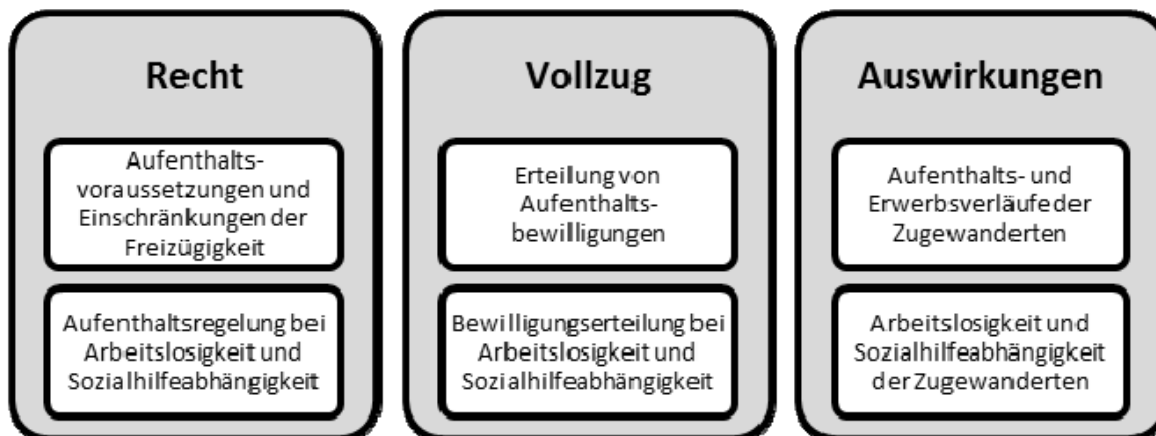 Recht
Aufenthalts-
voraussetzungen und
Einschränkungen der
Freizügigkeit
Aufenthaltsregelung bei
Arbeitslosigkeit und
Sozialhilfeabhängigkeit
Vollzug
Erteilung von
Aufenthalts-
bewilligungen
Bewilligungserteilung bei
Arbeitslosigkeit und
Sozialhilfeabhängigkeit
Auswirkungen
Aufenthalts- und
Erwerbsverläufe der
Zugewanderten
Arbeitslosigkeit und
Sozialhilfeabhängigkeit
der Zugewanderten